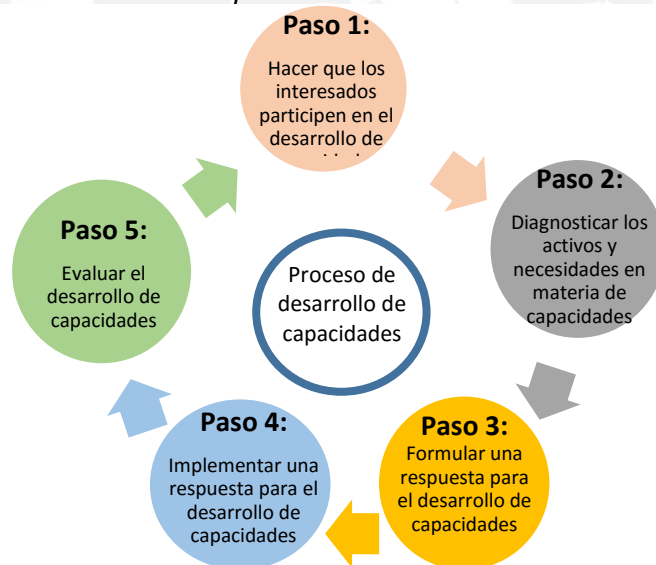 Paso 1:
Hacer que los
interesados
participen en el
desarrollo de
Paso 2:
Diagnosticar los
activos y
necesidades en
materia de
capacidades
Paso 3:
Formular una
respuesta para
el desarrollo de
capacidades
Paso 4:
Implementar una
respuesta para el
desarrollo de
capacidades
Paso 5:
Evaluar el
desarrollo de
capacidades
Proceso de
desarrollo de
capacidades